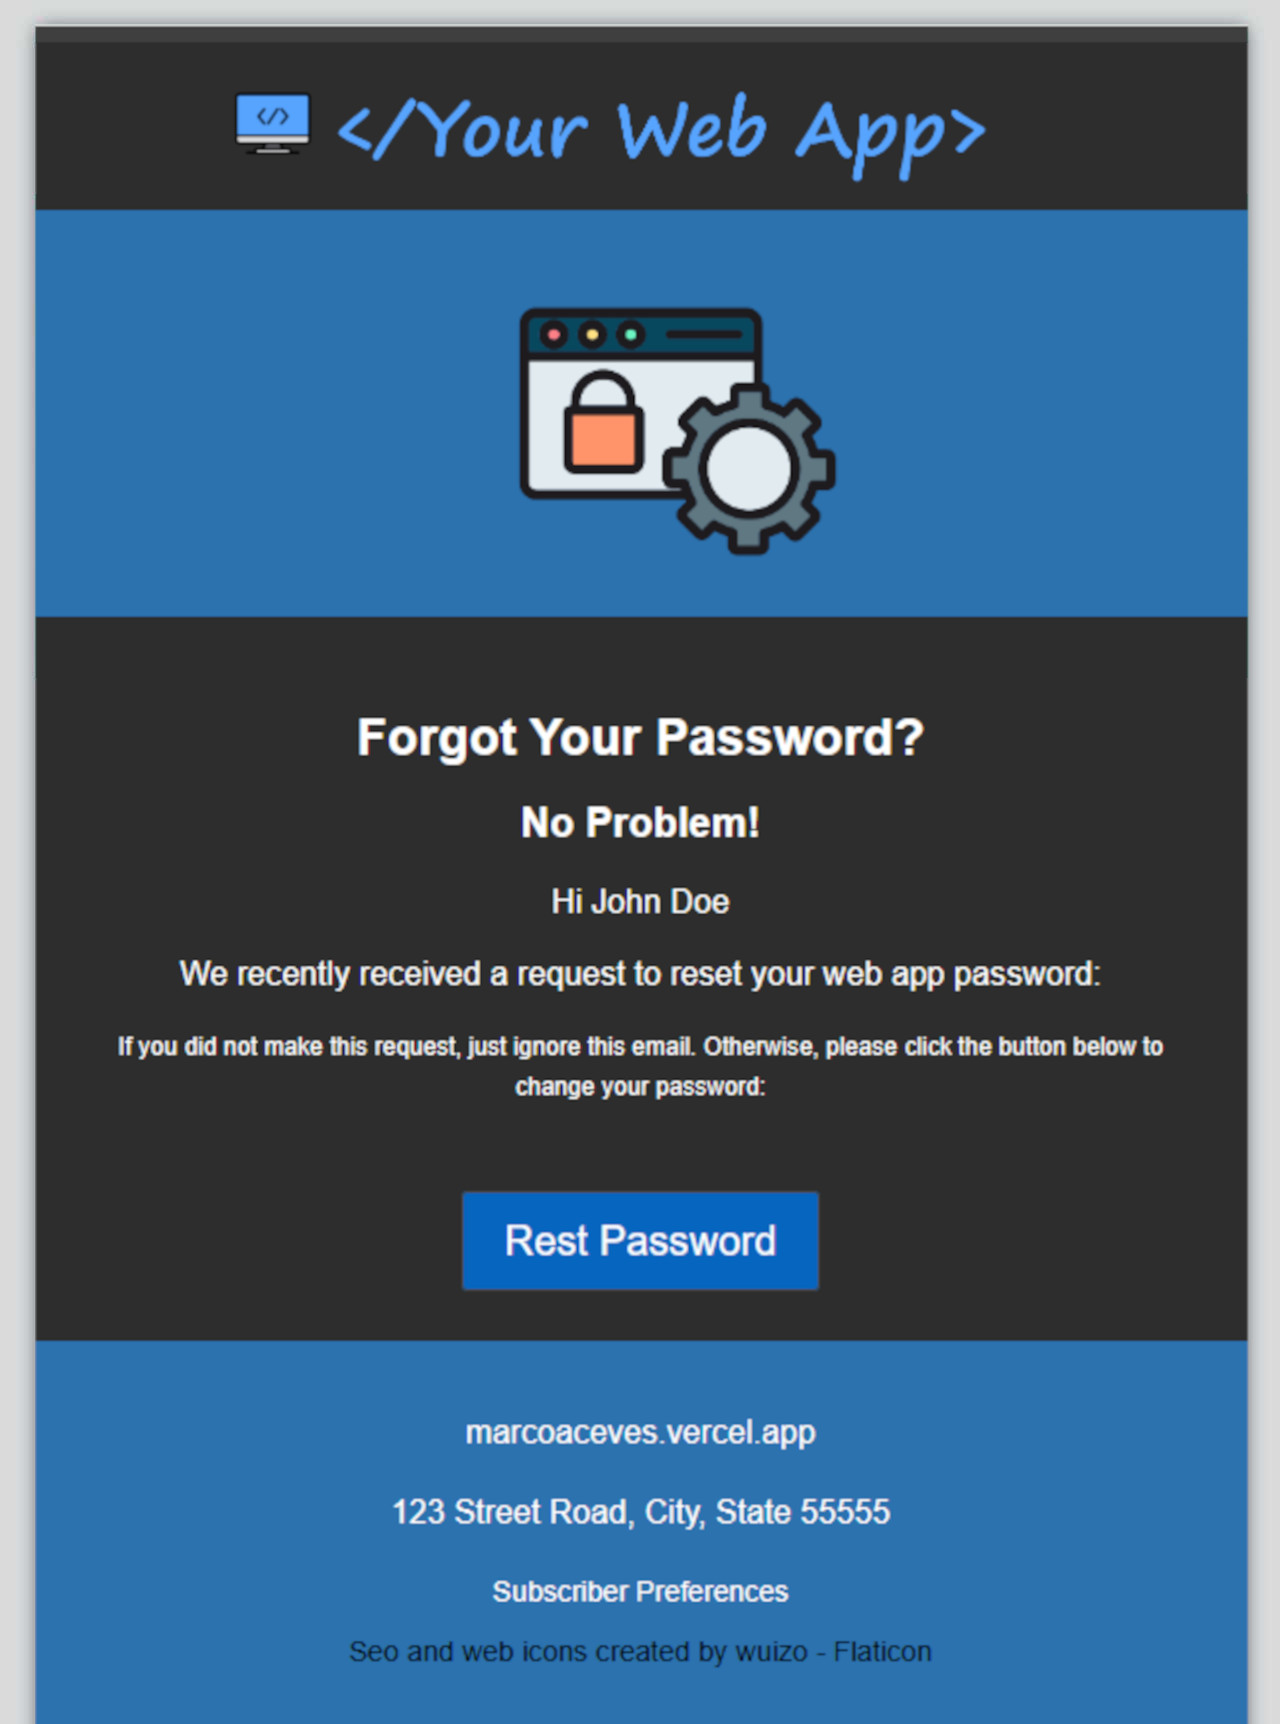 </>
</Your Web App>
Forgot Your Password?
No Problem!
Hi John Doe
We recently received a request to reset your web app password:
If you did not make this request, just ignore this email. Otherwise, please click the button below to
change your password:
Rest Password
marcoaceves.vercel.app
123 Street Road, City, State 55555
Subscriber Preferences
Seo and web icons created by wuizo - Flaticon